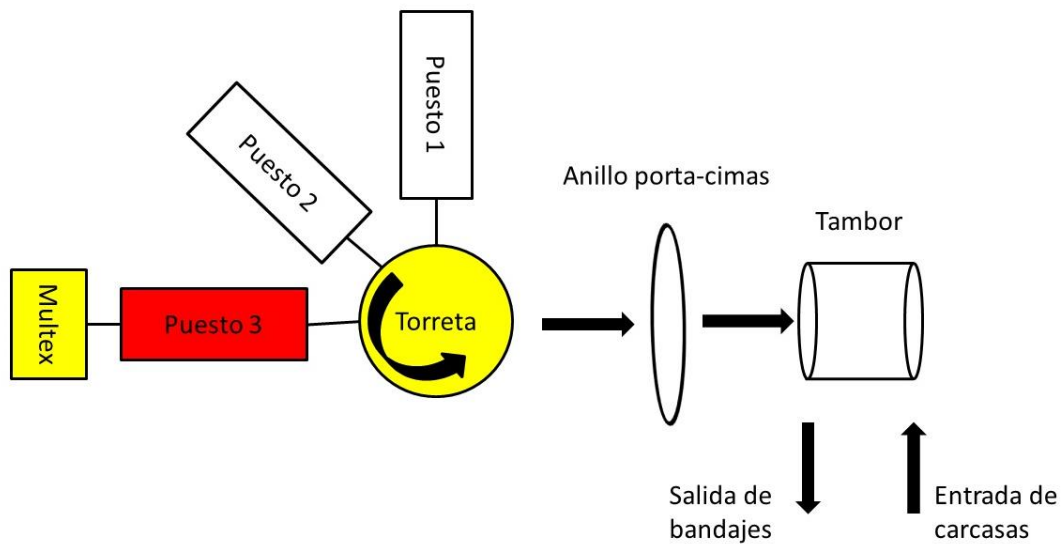 Puesto 1
Puesto 2
Anillo porta-cimas
Tambor
Multex
Puesto 3
Torreta
Salida de
bandajes
Entrada de
carcasas